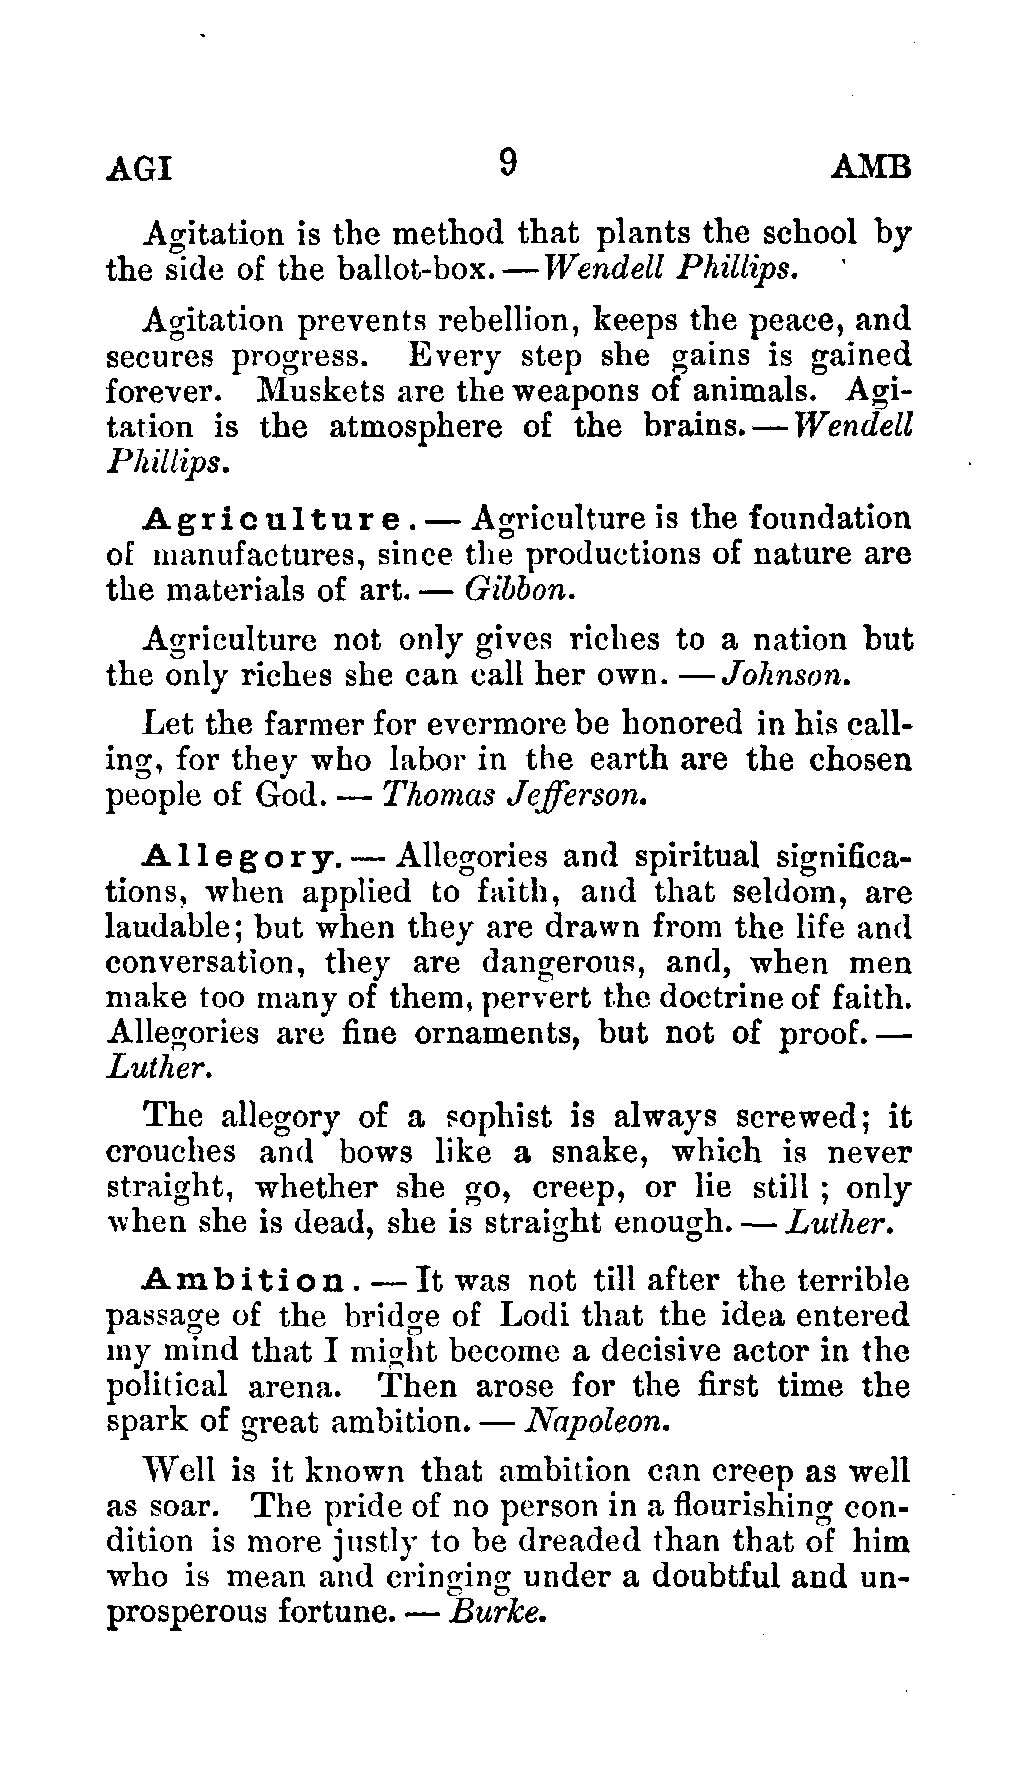 AGI 9 AMB
Agitation is the method that plants the school by
the side of the ballot-box. — Wendell Phillips.
Agitation prevents rebellion, keeps the peace, and
secures progress. Every step she gains is gained
forever. Muskets are the weapons of animals. Agi-
tation is the atmosphere of the brains. — Wendell
Phillips.
Agriculture. — Agriculture is the foundation
of manufactures, since the productions of nature are
the materials of art. — Gibbon.
Agriculture not only gives riches to a nation but
the only riches she can call her own. — Johnson.
Let the farmer for evermore be honored in his call-
ing, for they who labor in the earth are the chosen
people of God. — Thomas Jefferson.
Allegory. — Allegories and spiritual significa-
tions, when applied to faith, and that seldom, are
laudable; but when they are drawn from the life and
conversation, they are dangerous, and, when men
make too many of them, pervert the doctrine of faith.
Allegories are fine ornaments, but not of proof. —
Luther.
The allegory of a sophist is always screwed; it
crouches and bows like a snake, which is never
straight, whether she go, creep, or lie still ; only
when she is dead, she is straight enough. — Luther.
Ambition. — It was not till after the terrible
passage of the bridge of Lodi that the idea entered
my mind that I might become a decisive actor in the
political arena. Then arose for the first time the
spark of great ambition. — Napoleon.
Well is it known that ambition can creep as well
as soar. The pride of no person in a flourishing con-
dition is more justly to be dreaded than that of him
who is mean and cringing under a doubtful and un-
prosperous fortune. — Burke.